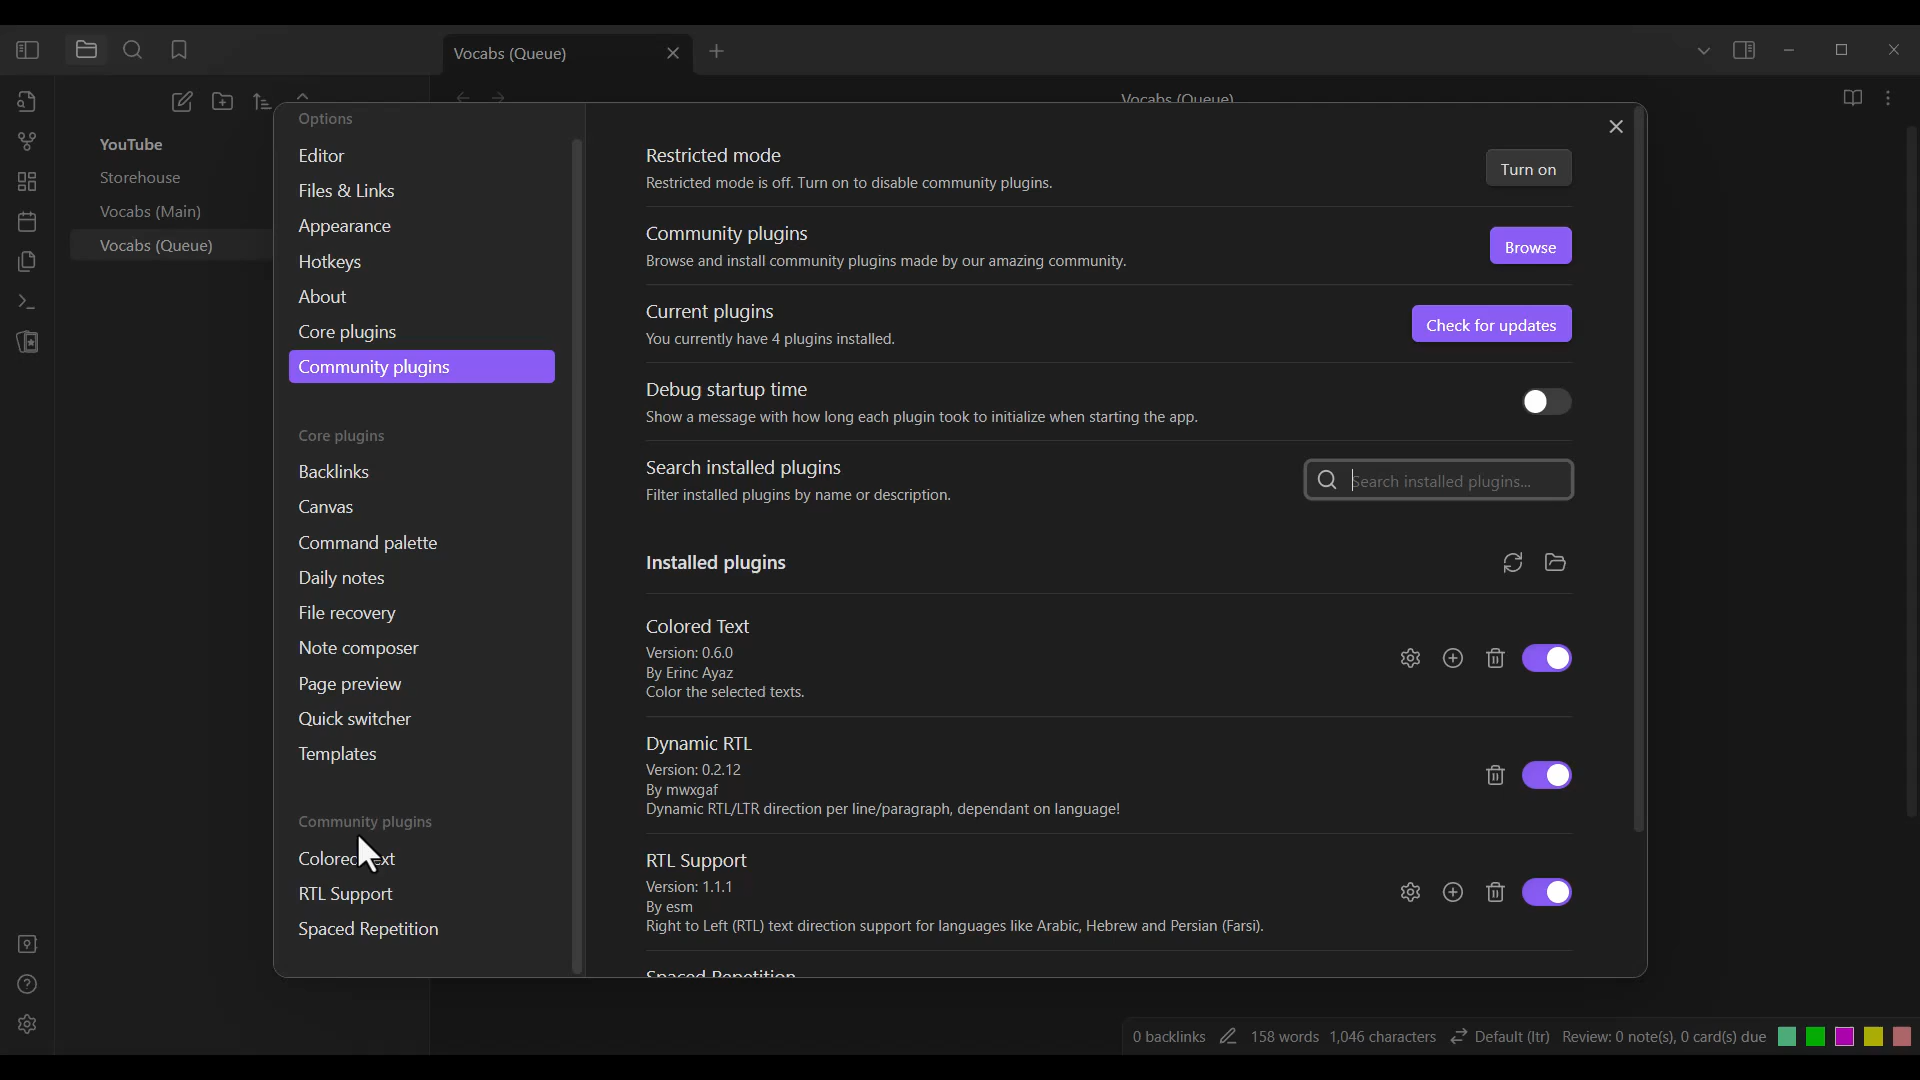 Vocabs (Queue)
Vocabs (Queue)
YouTube
Storehouse
Vocabs (Main)
Vocabs (Queue)
Options
Editor
Files & Links
Appearance
Hotkeys
About
Core plugins
Community plugins
Core plugins
Backlinks
Canvas
Command palette
Daily notes
File recovery
Note composer
Page preview
Quick switcher
Templates
Community plugins
Colored Text
RTL Support
Spaced Repetition
Restricted mode
Restricted mode is off. Turn on to disable community plugins.
Turn on
Community plugins
Browse and install community plugins made by our amazing community.
Browse
Current plugins
You currently have 4 plugins installed.
Check for updates
Debug startup time
Show a message with how long each plugin took to initialize when starting the app.
Search installed plugins
Filter installed plugins by name or description.
Search installed plugins...
Installed plugins
Colored Text
Version: 0.6.0
By Erinc Ayaz
Color the selected texts.
Dynamic RTL
Version: 0.2.12
By mwxgaf
Dynamic RTL/LTR direction per line/paragraph, dependant on language!
RTL Support
Version: 1.1.1
By esm
Right to Left (RTL) text direction support for languages like Arabic, Hebrew and Persian (Farsi).
Spaced Repetition
0 backlinks 158 words 1,046 characters Default (ltr) Review: 0 note(s), 0 card(s) due